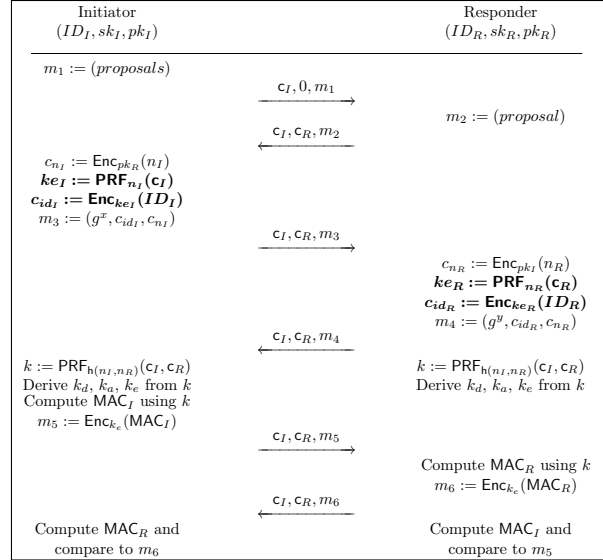 Initiator
Responder
(ID_I, sk_I, pk_I)
(ID_R, sk_R, pk_R)
m_1 := (proposals)
c_I, 0, m_1
m_2 := (proposal)
c_I, c_R, m_2
c_{n_I} := Enc_{pk_R}(n_I)
ke_I := PRF_{n_I}(c_I)
c_{id_I} := Enc_{ke_I}(ID_I)
m_3 := (g^x, c_{id_I}, c_{n_I})
c_I, c_R, m_3
c_{n_R} := Enc_{pk_I}(n_R)
ke_R := PRF_{n_R}(c_R)
c_{id_R} := Enc_{ke_R}(ID_R)
m_4 := (g^y, c_{id_R}, c_{n_R})
c_I, c_R, m_4
k := PRF_{h(n_I,n_R)}(c_I, c_R)
k := PRF_{h(n_I,n_R)}(c_I, c_R)
Derive k_d, k_a, k_e from k
Derive k_d, k_a, k_e from k
Compute MAC_I using k
m_5 := Enc_{k_e}(MAC_I)
c_I, c_R, m_5
Compute MAC_R using k
m_6 := Enc_{k_e}(MAC_R)
c_I, c_R, m_6
Compute MAC_R and
Compute MAC_I and
compare to m_6
compare to m_5